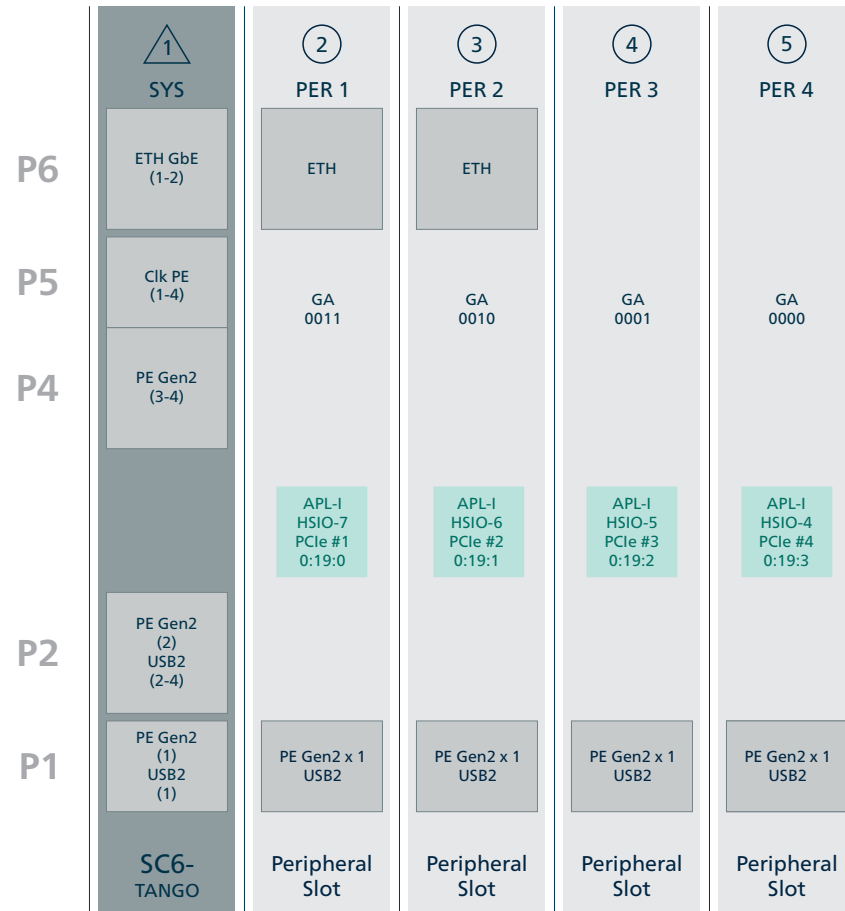 1
SYS
2
PER 1
3
PER 2
4
PER 3
5
PER 4
P6
ETH GbE
(1-2)
ETH
ETH
P5
Clk PE
(1-4)
GA
0011
GA
0010
GA
0001
GA
0000
P4
PE Gen2
(3-4)
APL-I
HSIO-7
PCIe #1
0:19:0
APL-I
HSIO-6
PCIe #2
0:19:1
APL-I
HSIO-5
PCIe #3
0:19:2
APL-I
HSIO-4
PCIe #4
0:19:3
P2
PE Gen2
(2)
USB2
(2-4)
P1
PE Gen2
(1)
USB2
(1)
PE Gen2 x 1
USB2
PE Gen2 x 1
USB2
PE Gen2 x 1
USB2
PE Gen2 x 1
USB2
SC6-
TANGO
Peripheral
Slot
Peripheral
Slot
Peripheral
Slot
Peripheral
Slot